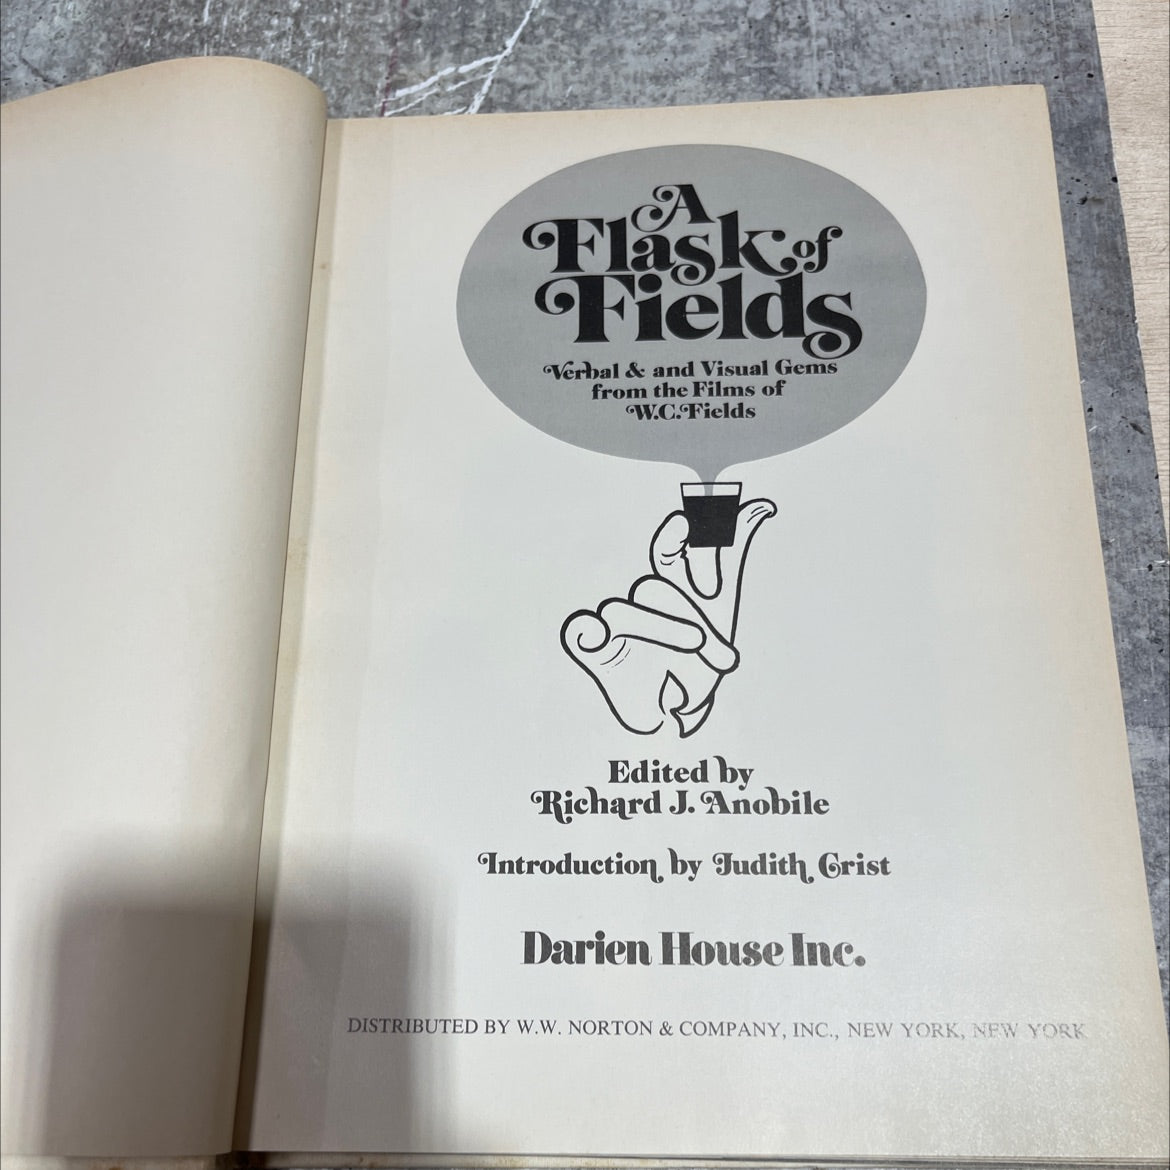 A
Flask of
Fields
Verbal & and Visual Gems
from the Films of
W.C. Fields
Edited by
Richard J. Anobile
Introduction by Judith Crist
Darien House Inc.
DISTRIBUTED BY W.W. NORTON & COMPANY, INC., NEW YORK, NEW YORK